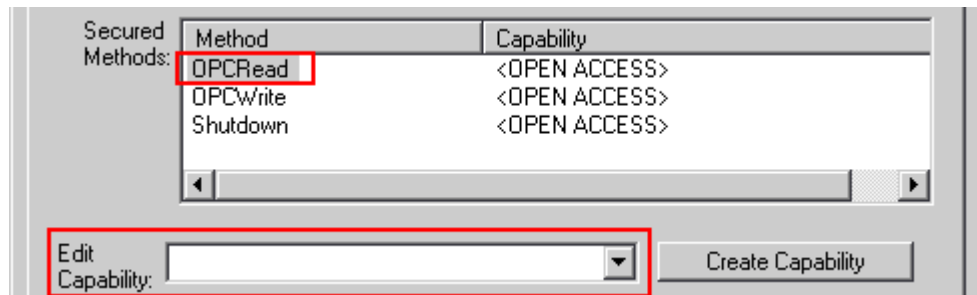 Secured Methods:
Method Capability
OPCRead <OPEN ACCESS>
OPCWrite <OPEN ACCESS>
Shutdown <OPEN ACCESS>
Edit Capability:
Create Capability